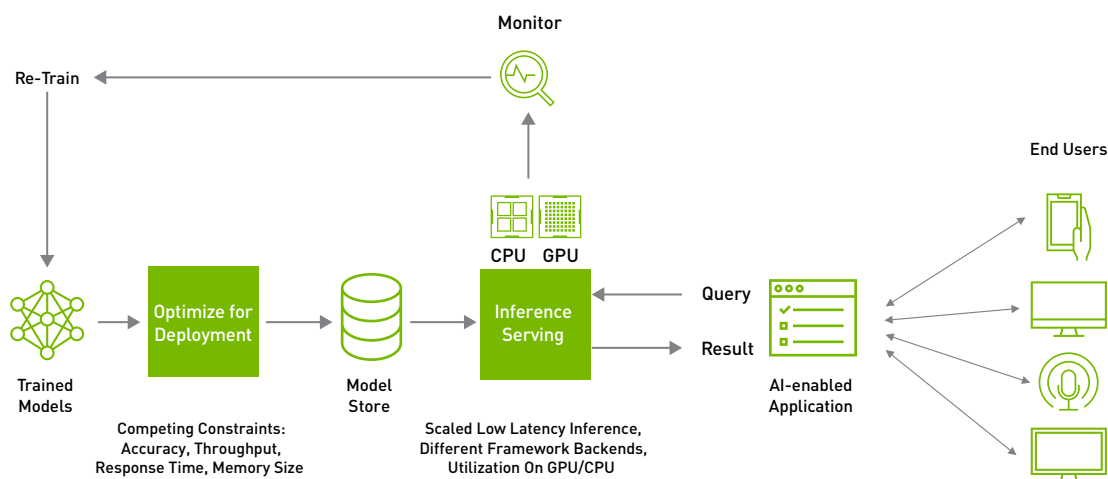 Monitor
Re-Train
End Users
CPU GPU
Optimize for
Deployment
Inference
Serving
Query
Result
Trained
Models
Model
Store
AI-enabled
Application
Competing Constraints:
Accuracy, Throughput,
Response Time, Memory Size
Scaled Low Latency Inference,
Different Framework Backends,
Utilization On GPU/CPU